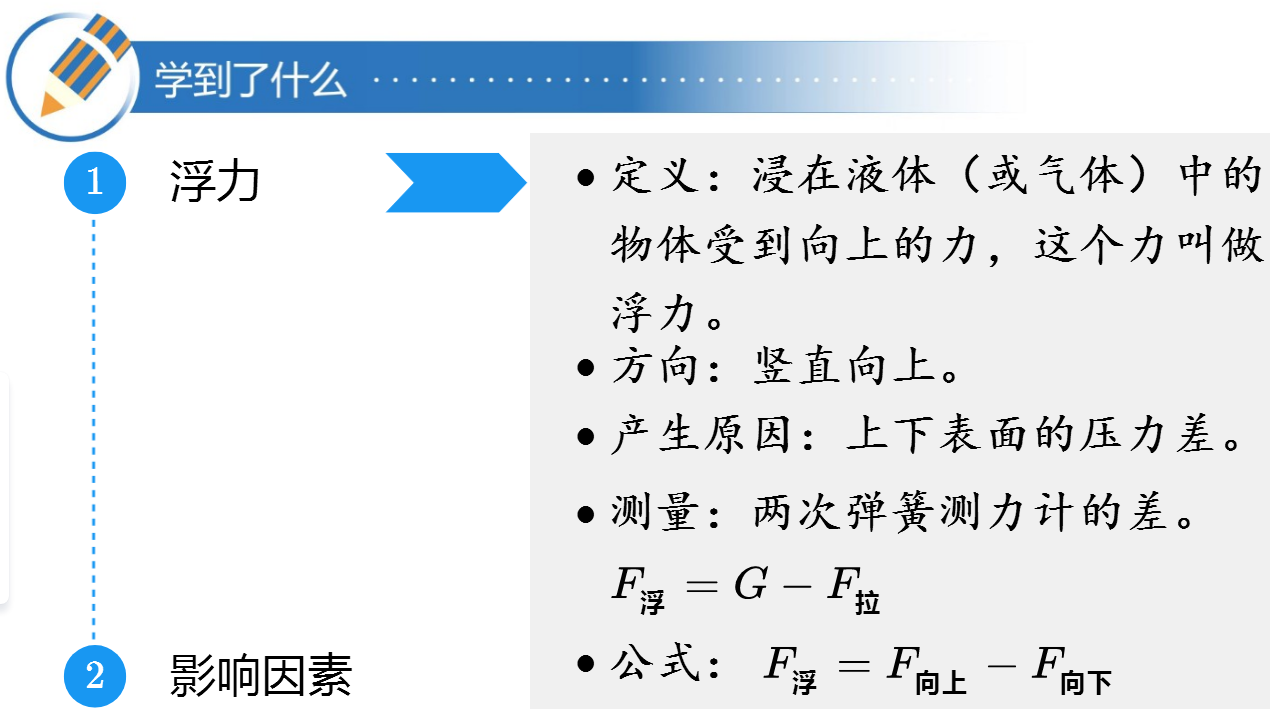 学到了什么
1 浮力
• 定义：浸在液体（或气体）中的
物体受到向上的力，这个力叫做
浮力。
• 方向：竖直向上。
• 产生原因：上下表面的压力差。
• 测量：两次弹簧测力计的差。
F浮 = G − F拉
• 公式： F浮 = F向上 − F向下
2 影响因素